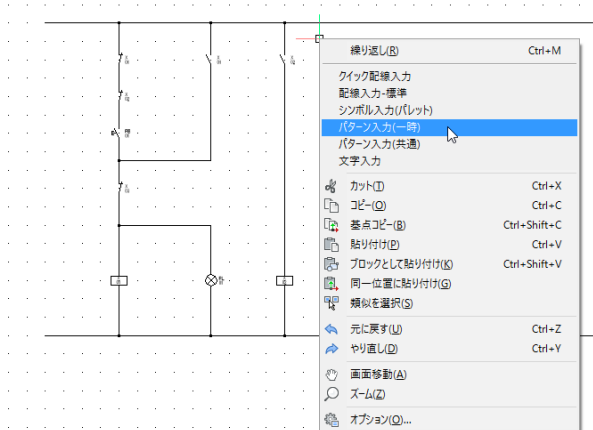 繰り返し(R) Ctrl+M
クイック配線入力
配線入力-標準
シンボル入力(パレット)
パターン入力(一時)
パターン入力(共通)
文字入力
カット(T) Ctrl+X
コピー(O) Ctrl+C
基点コピー(B) Ctrl+Shift+C
貼り付け(P) Ctrl+V
ブロックとして貼り付け(K) Ctrl+Shift+V
同一位置に貼り付け(G)
類似を選択(S)
元に戻す(U) Ctrl+Z
やり直し(D) Ctrl+Y
画面移動(A)
ズーム(Z)
オプション(O)...